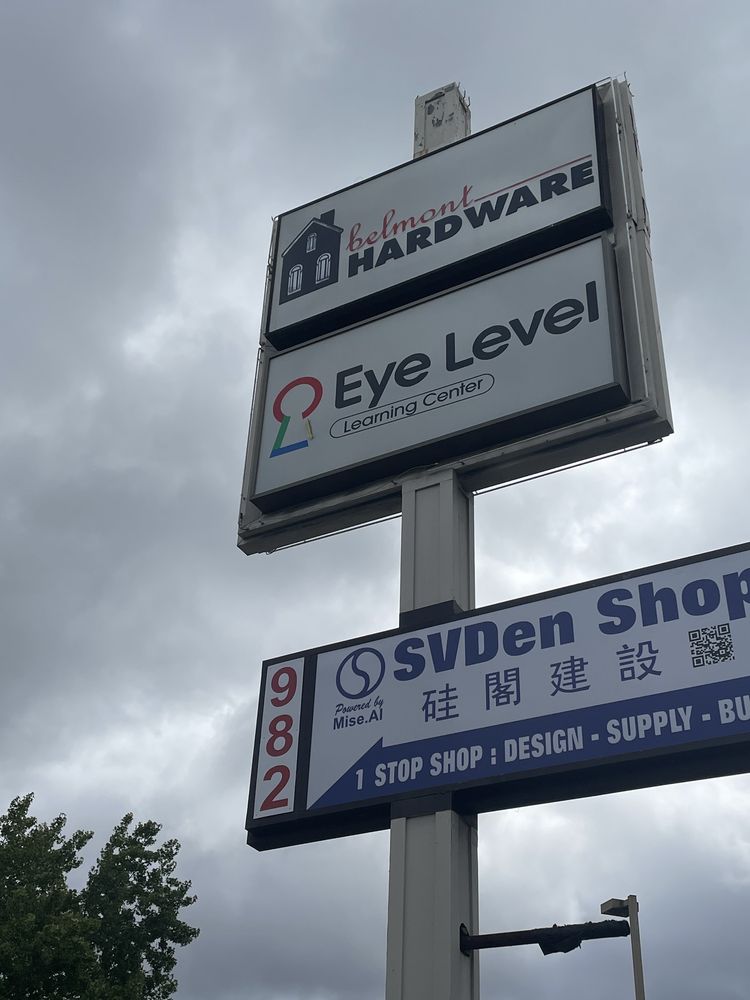 belmont
HARDWARE
Eye Level
Learning Center
982
SVDen Shop
Powered by
Mise.AI
硅閣建設
1 STOP SHOP : DESIGN - SUPPLY - BU